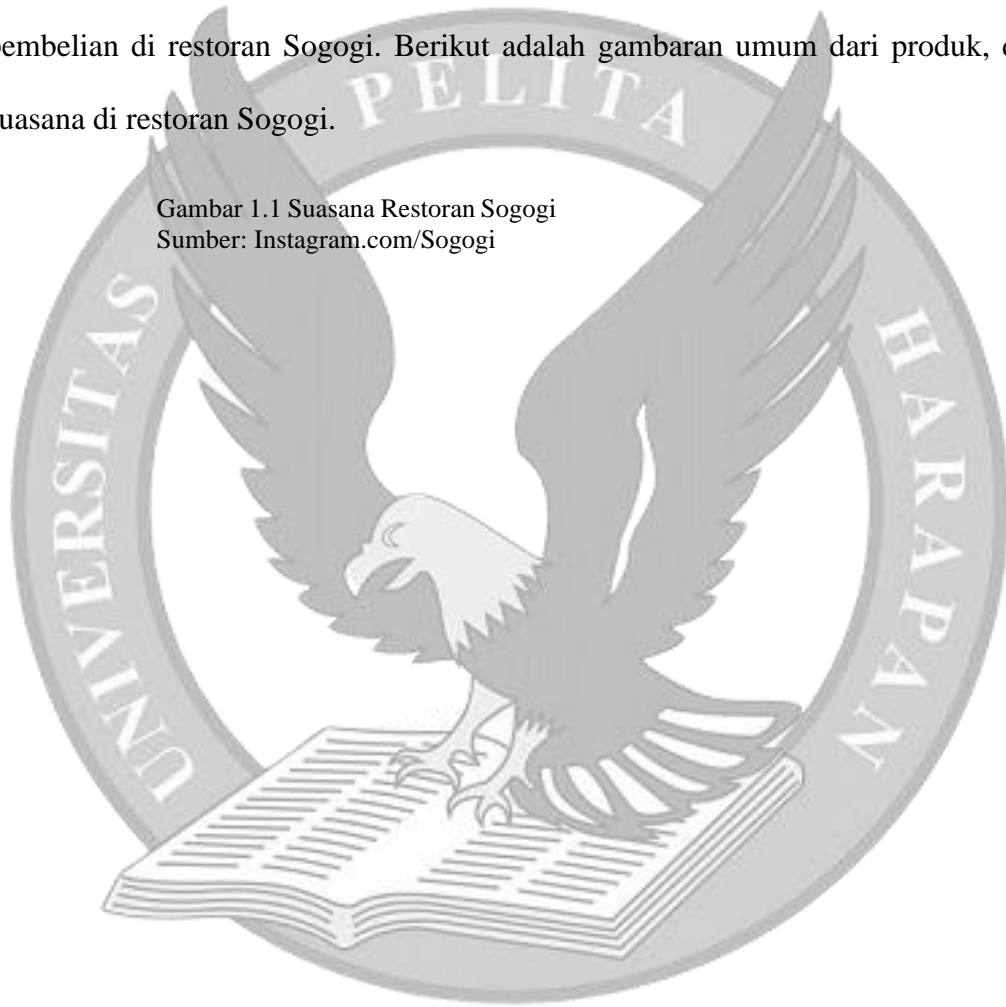 pembelian di restoran Sogogi. Berikut adalah gambaran umum dari produk,
suasana di restoran Sogogi.
Gambar 1.1 Suasana Restoran Sogogi
Sumber: Instagram.com/Sogogi
UNIVERSITAS PELITA HARAPAN